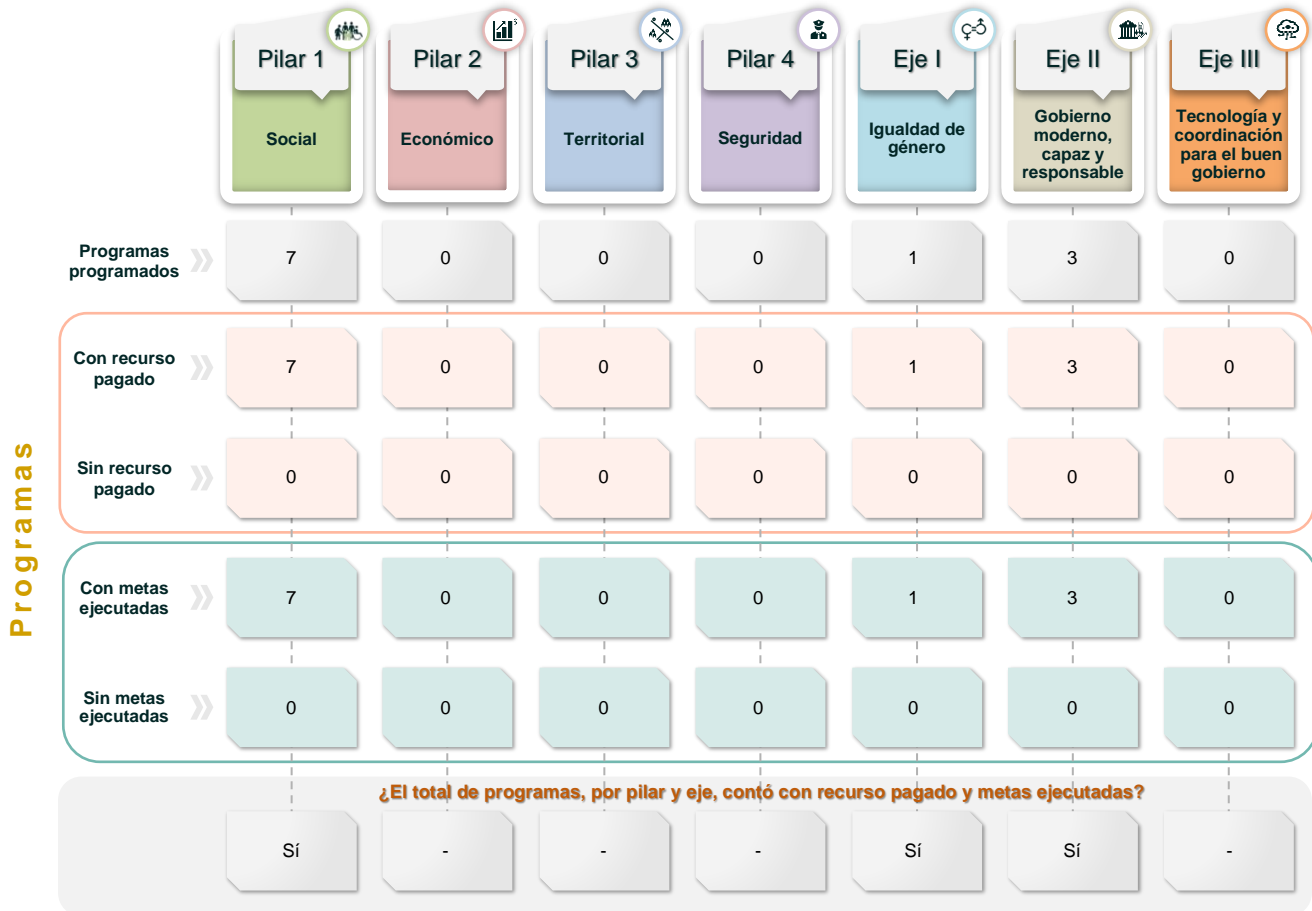 Pilar 1
Pilar 2
Pilar 3
Pilar 4
Eje I
Eje II
Eje III
Social
Económico
Territorial
Seguridad
Igualdad de
género
Gobierno
moderno,
capaz y
responsable
Tecnología y
coordinación
para el buen
gobierno
Programas
Programas
programados
7
0
0
0
1
3
0
Con recurso
pagado
7
0
0
0
1
3
0
Sin recurso
pagado
0
0
0
0
0
0
0
Con metas
ejecutadas
7
0
0
0
1
3
0
Sin metas
ejecutadas
0
0
0
0
0
0
0
¿El total de programas, por pilar y eje, contó con recurso pagado y metas ejecutadas?
Sí
-
-
-
Sí
Sí
-